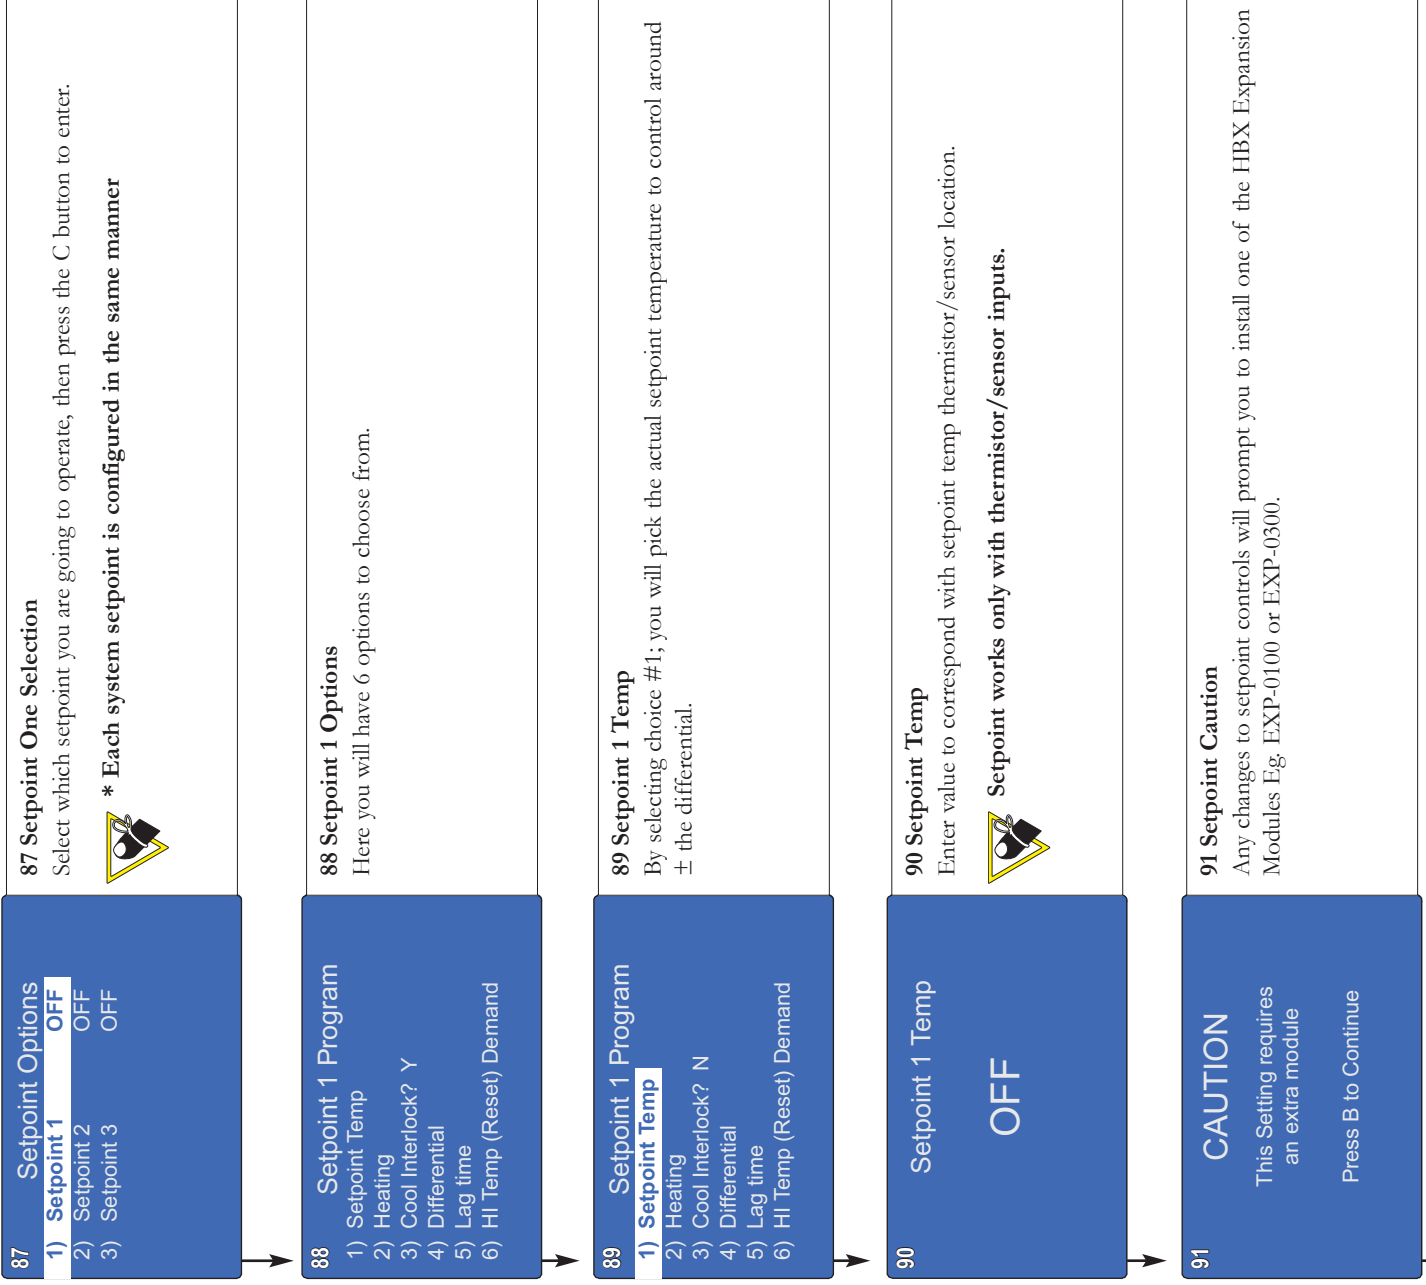 87
Setpoint Options
1) Setpoint 1 OFF
2) Setpoint 2 OFF
3) Setpoint 3 OFF
87 Setpoint One Selection
Select which setpoint you are going to operate, then press the C button to enter.
* Each system setpoint is configured in the same manner
88
Setpoint 1 Program
1) Setpoint Temp
2) Heating
3) Cool Interlock? Y
4) Differential
5) Lag time
6) HI Temp (Reset) Demand
88 Setpoint 1 Options
Here you will have 6 options to choose from.
89
Setpoint 1 Program
1) Setpoint Temp
2) Heating
3) Cool Interlock? N
4) Differential
5) Lag time
6) HI Temp (Reset) Demand
89 Setpoint 1 Temp
By selecting choice #1; you will pick the actual setpoint temperature to control around
± the differential.
90
Setpoint 1 Temp
OFF
90 Setpoint Temp
Enter value to correspond with setpoint temp thermistor/sensor location.
Setpoint works only with thermistor/sensor inputs.
91
CAUTION
This Setting requires
an extra module
Press B to Continue
91 Setpoint Caution
Any changes to setpoint controls will prompt you to install one of the HBX Expansion
Modules Eg. EXP-0100 or EXP-0300.